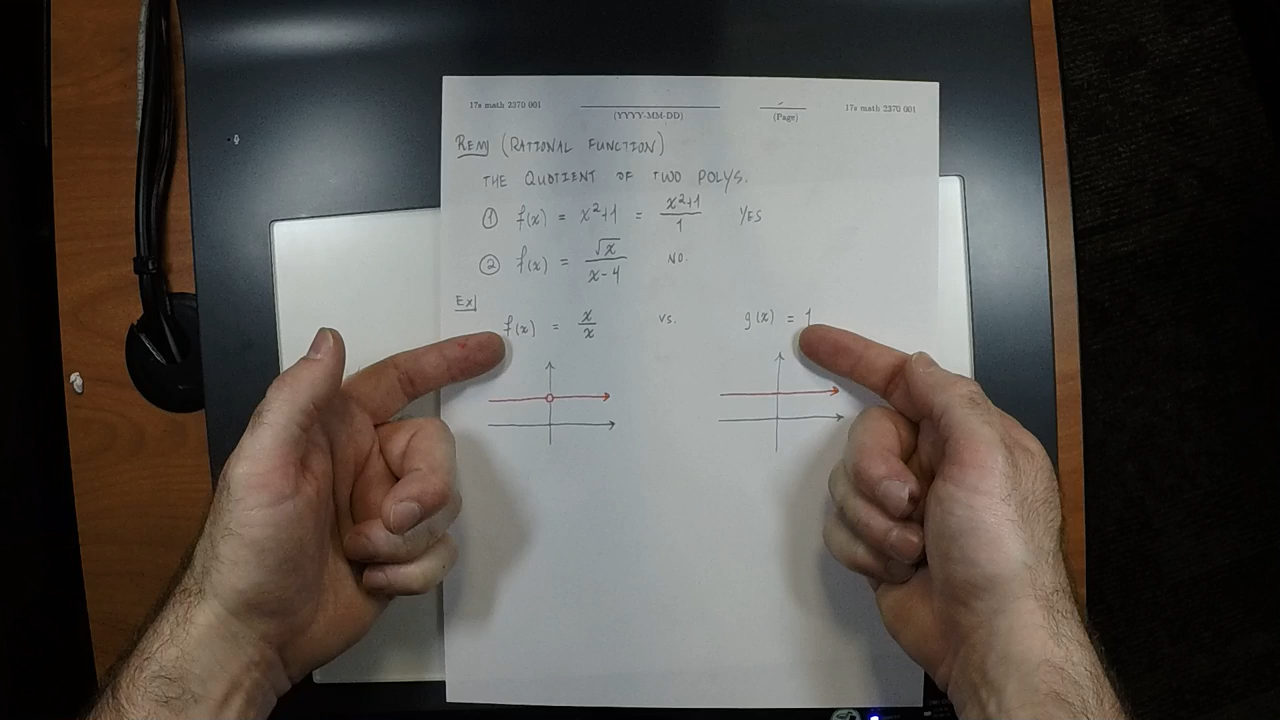 17s math 2370 001 (YYYY-MM-DD) (Page) 17s math 2370 001
REM (RATIONAL FUNCTION)
THE QUOTIENT OF TWO POLYS.
① f(x) = x²+1 = x²+1/1 YES
② f(x) = √x/x-4 NO.
Ex
f(x) = x/x vs. g(x) = 1